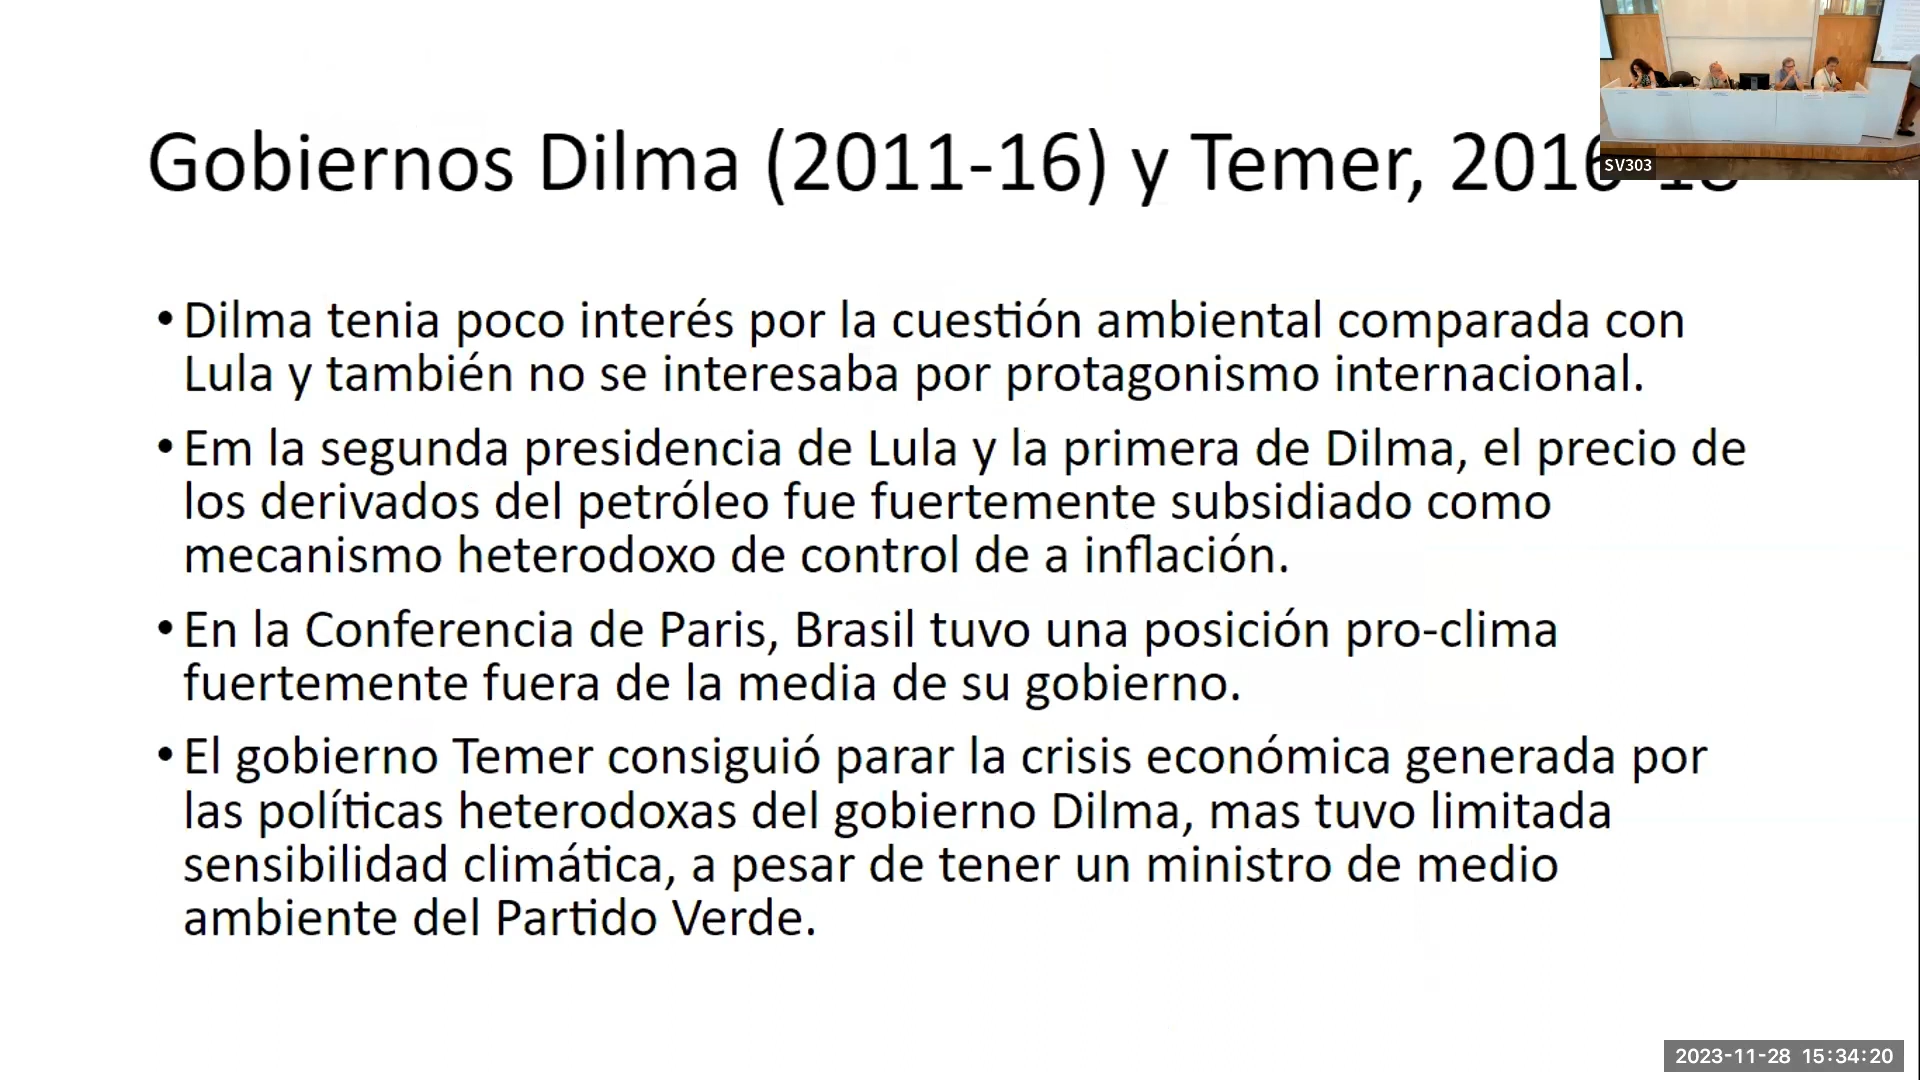 Gobiernos Dilma (2011-16) y Temer, 2016-18
SV303
• Dilma tenia poco interés por la cuestión ambiental comparada con
Lula y también no se interesaba por protagonismo internacional.
• Em la segunda presidencia de Lula y la primera de Dilma, el precio de
los derivados del petróleo fue fuertemente subsidiado como
mecanismo heterodoxo de control de a inflación.
• En la Conferencia de Paris, Brasil tuvo una posición pro-clima
fuertemente fuera de la media de su gobierno.
• El gobierno Temer consiguió parar la crisis económica generada por
las políticas heterodoxas del gobierno Dilma, mas tuvo limitada
sensibilidad climática, a pesar de tener un ministro de medio
ambiente del Partido Verde.
2023-11-28 15:34:20